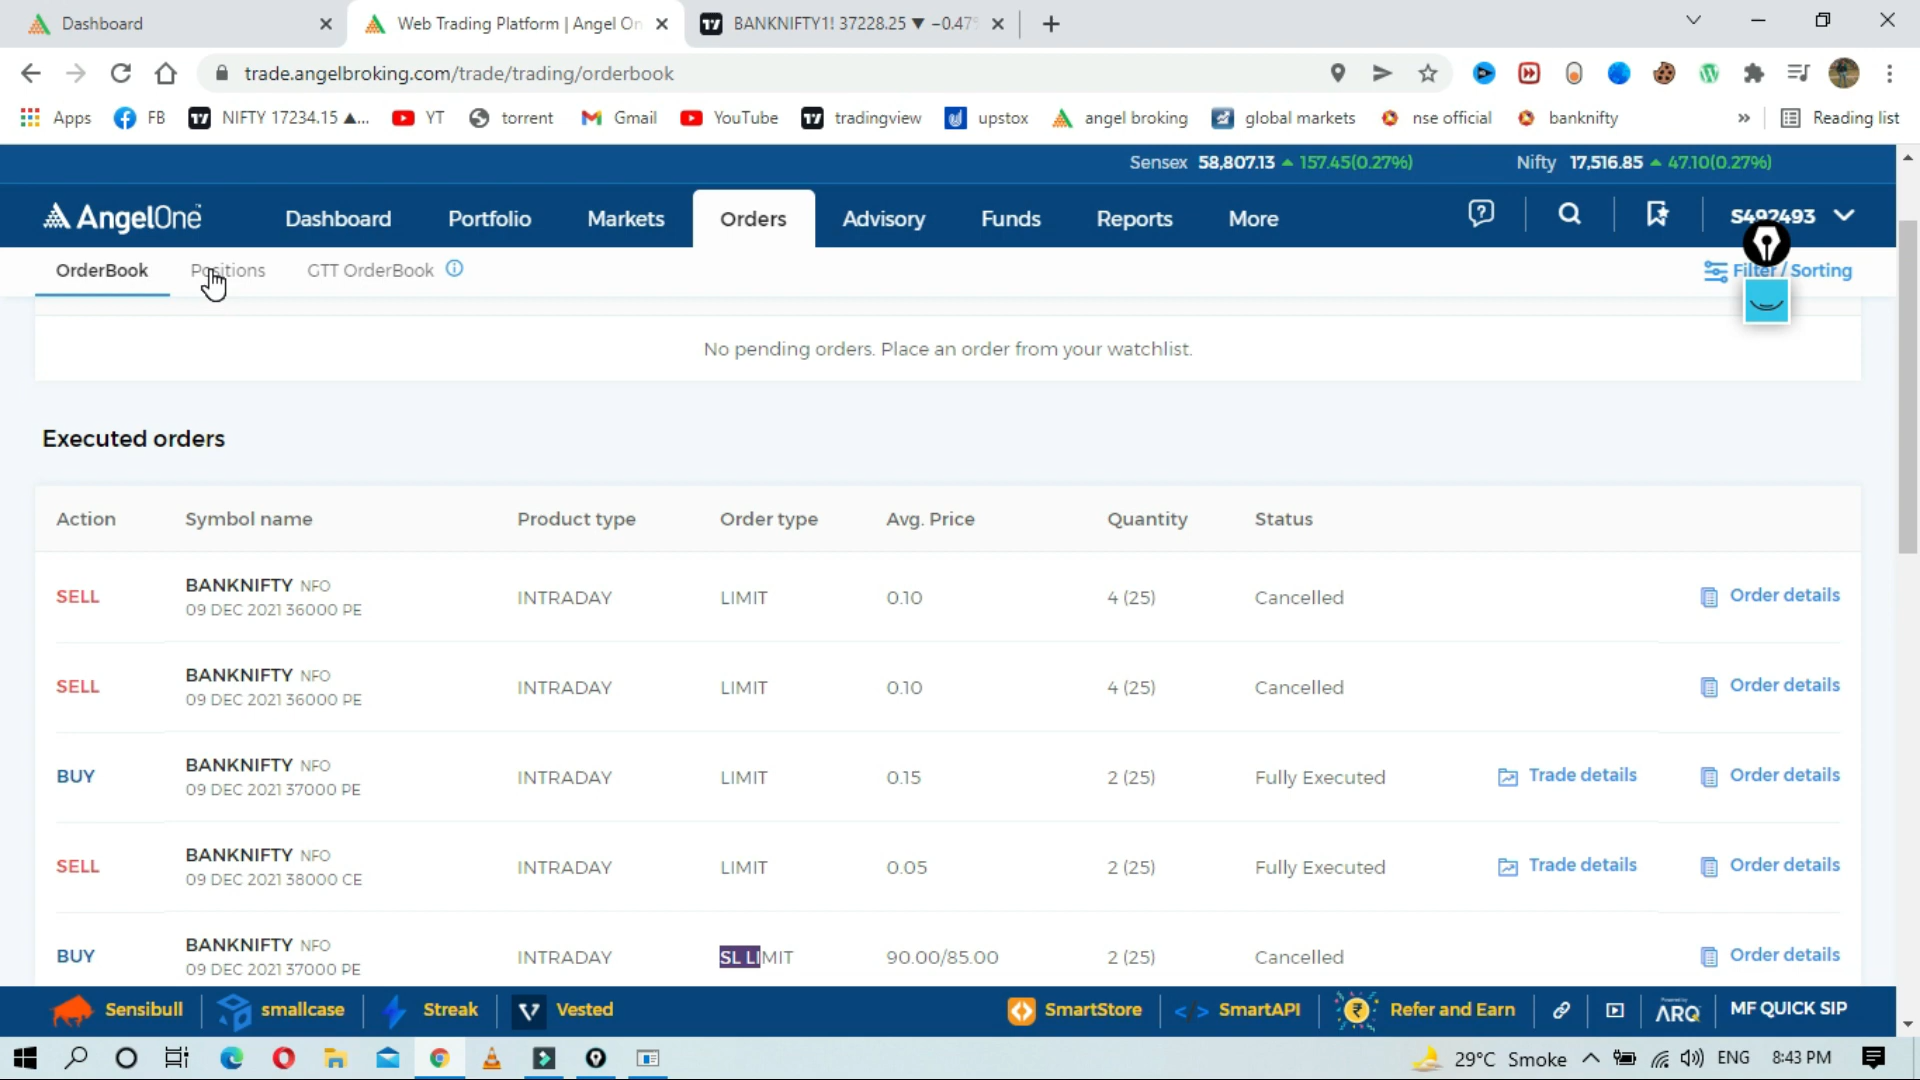 Dashboard
Web Trading Platform | Angel On
BANKNIFTY1! 37228.25 ▼ −0.47%
trade.angelbroking.com/trade/trading/orderbook
Apps
FB
NIFTY 17234.15 ▲...
YT
torrent
Gmail
YouTube
tradingview
upstox
angel broking
global markets
nse official
banknifty
»
Reading list
Sensex 58,807.13 157.45(0.27%)
Nifty 17,516.85 47.10(0.27%)
AngelOne
Dashboard
Portfolio
Markets
Orders
Advisory
Funds
Reports
More
S492493
OrderBook
Positions
GTT OrderBook
Filter / Sorting
No pending orders. Place an order from your watchlist.
Executed orders
Action Symbol name Product type Order type Avg. Price Quantity Status
SELL BANKNIFTY NFO INTRADAY LIMIT 0.10 4 (25) Cancelled Order details
09 DEC 2021 36000 PE
SELL BANKNIFTY NFO INTRADAY LIMIT 0.10 4 (25) Cancelled Order details
09 DEC 2021 36000 PE
BUY BANKNIFTY NFO INTRADAY LIMIT 0.15 2 (25) Fully Executed Trade details Order details
09 DEC 2021 37000 PE
SELL BANKNIFTY NFO INTRADAY LIMIT 0.05 2 (25) Fully Executed Trade details Order details
09 DEC 2021 38000 CE
BUY BANKNIFTY NFO INTRADAY SL LIMIT 90.00/85.00 2 (25) Cancelled Order details
09 DEC 2021 37000 PE
Sensibull
smallcase
Streak
Vested
SmartStore
SmartAPI
Refer and Earn
Powered by
ARQ
MF QUICK SIP
29°C Smoke
ENG
8:43 PM